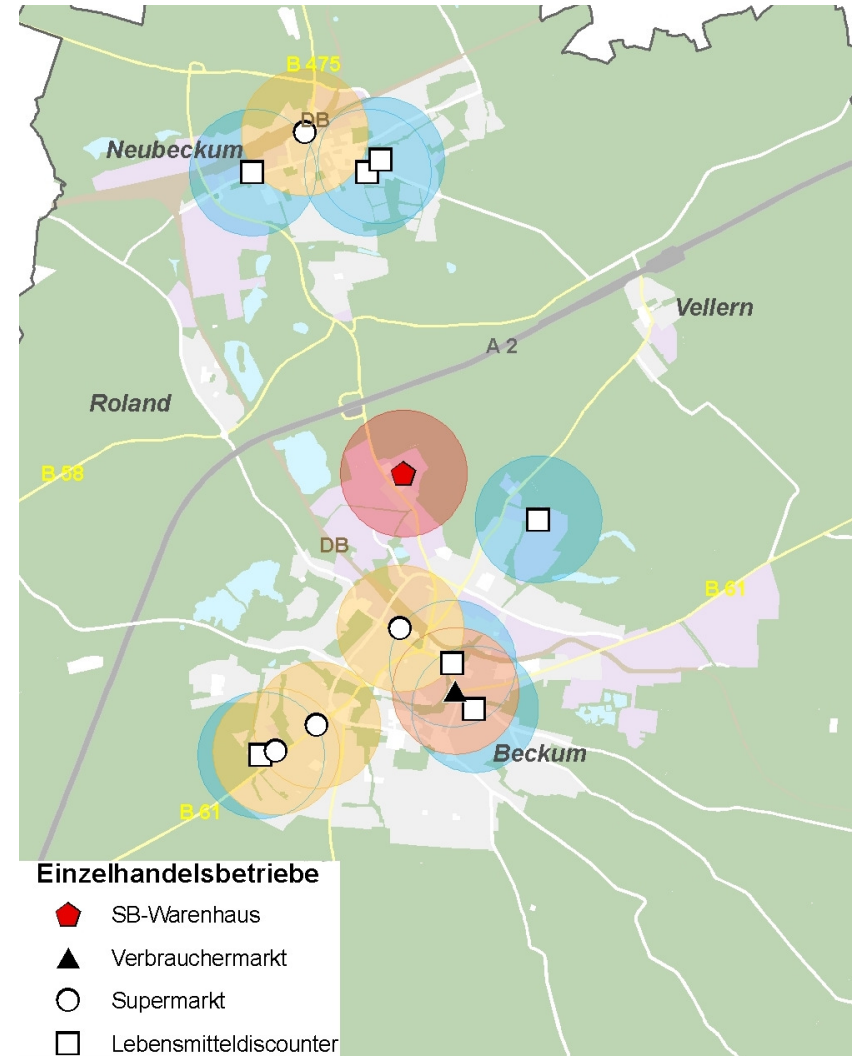 B 475
DB
Neubeckum
Vellern
A 2
Roland
B 58
DB
B 61
Beckum
B 61
Einzelhandelsbetriebe
SB-Warenhaus
Verbrauchermarkt
Supermarkt
Lebensmitteldiscounter